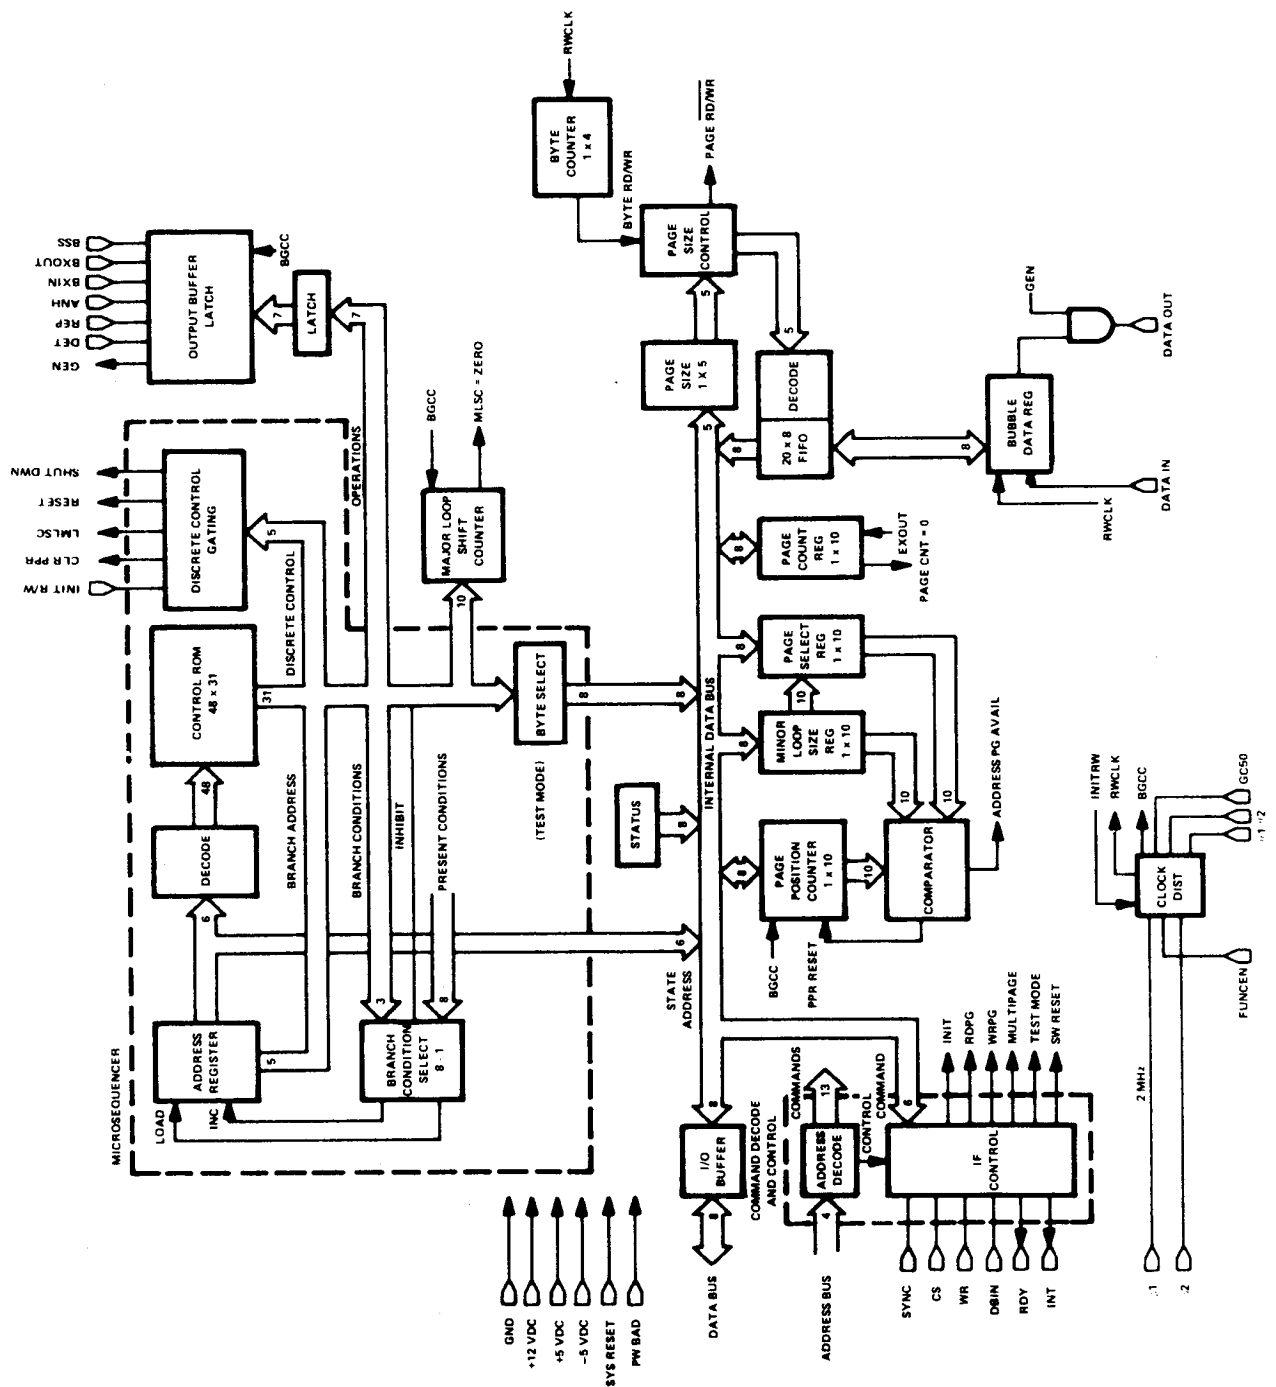 MICROSEQUENCER
LOAD
INC
ADDRESS
REGISTER
5
6
DECODE
48
CONTROL ROM
48 x 31
31
BRANCH ADDRESS
DISCRETE CONTROL
5
DISCRETE CONTROL
GATING
INIT R/W
CLR PPR
LMLSC
RESET
SHUT DWN
BRANCH
CONDITION
SELECT
8 - 1
3
8
BRANCH CONDITIONS
INHIBIT
PRESENT CONDITIONS
OPERATIONS
7
LATCH
7
OUTPUT BUFFER
LATCH
BGCC
GEN
DET
REP
ANH
BXIN
BXOUT
BSS
10
MAJOR LOOP
SHIFT
COUNTER
BGCC
MLSC = ZERO
BYTE SELECT
(TEST MODE)
8
8
GND
+12 VDC
+5 VDC
-5 VDC
SYS RESET
PW BAD
STATE
ADDRESS
6
STATUS
8
INTERNAL DATA BUS
DATA BUS
8
I/O
BUFFER
8
COMMAND DECODE
AND CONTROL
ADDRESS BUS
4
ADDRESS
DECODE
13
COMMANDS
CONTROL
COMMAND
6
IF
CONTROL
SYNC
CS
WR
DBIN
RDY
INT
INIT
RDPG
WRPG
MULTIPAGE
TEST MODE
SW RESET
8
PAGE
POSITION
COUNTER
1 x 10
BGCC
PPR RESET
10
COMPARATOR
ADDRESS PG AVAIL
8
MINOR
LOOP
SIZE
REG
1 x 10
10
10
8
PAGE
SELECT
REG
1 x 10
10
8
PAGE
COUNT
REG
1 x 10
EXOUT
PAGE CNT = 0
5
PAGE
SIZE
1 X 5
5
PAGE
SIZE
CONTROL
BYTE RD/WR
BYTE
COUNTER
1 x 4
RWCLK
PAGE RD/WR
5
8
20 x 8
FIFO
DECODE
8
BUBBLE
DATA REG
RWCLK
DATA IN
GEN
DATA OUT
2 MHz
CLOCK
DIST
INITRW
RWCLK
BGCC
FUNCEN
GC50